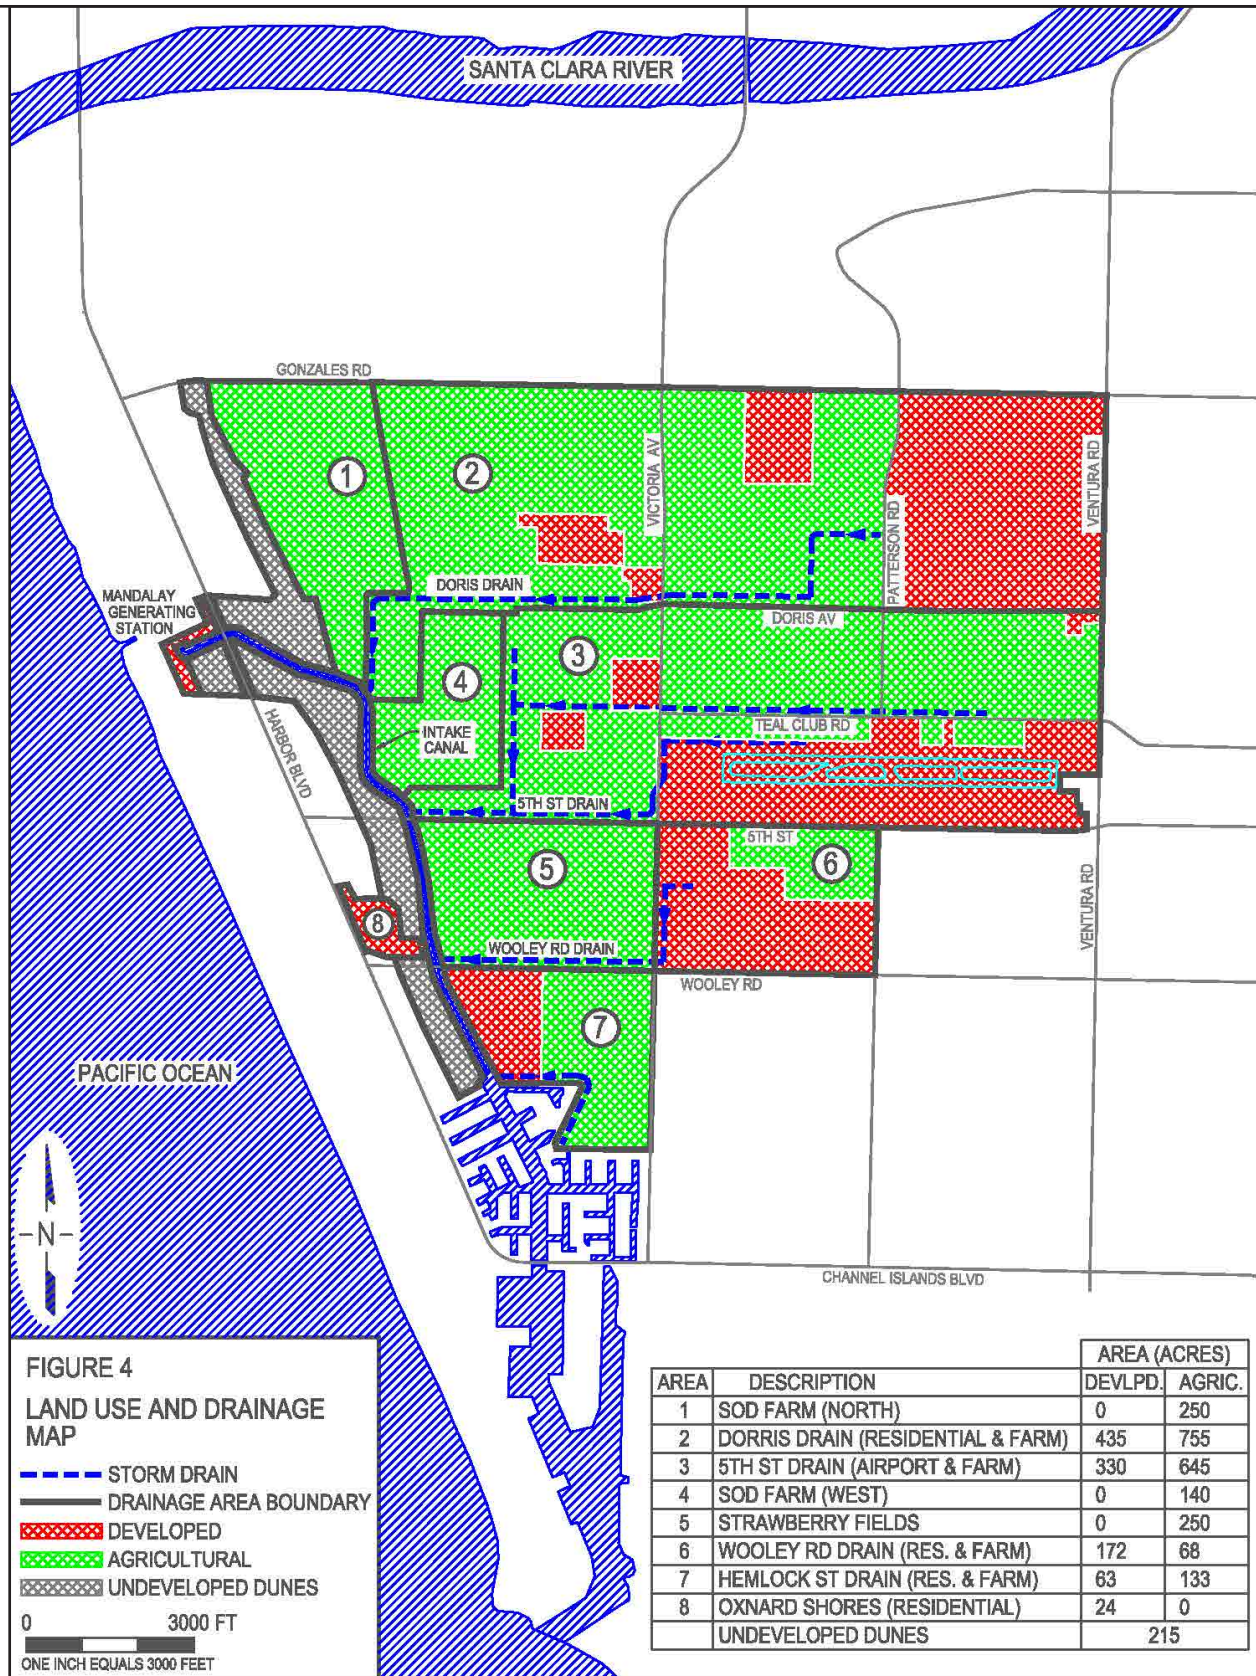 SANTA CLARA RIVER
GONZALES RD
1
2
VICTORIA AV
PATTERSON RD
VENTURA RD
MANDALAY
GENERATING
STATION
DORIS DRAIN
DORIS AV
3
4
INTAKE
CANAL
TEAL CLUB RD
HARBOR BLVD
5TH ST DRAIN
5TH ST
5
6
8
WOOLEY RD DRAIN
VENTURA RD
WOOLEY RD
7
PACIFIC OCEAN
N
CHANNEL ISLANDS BLVD
FIGURE 4
LAND USE AND DRAINAGE
MAP
STORM DRAIN
DRAINAGE AREA BOUNDARY
DEVELOPED
AGRICULTURAL
UNDEVELOPED DUNES
0 3000 FT
ONE INCH EQUALS 3000 FEET
AREA (ACRES)
AREA DESCRIPTION DEVLPD. AGRIC.
1 SOD FARM (NORTH) 0 250
2 DORRIS DRAIN (RESIDENTIAL & FARM) 435 755
3 5TH ST DRAIN (AIRPORT & FARM) 330 645
4 SOD FARM (WEST) 0 140
5 STRAWBERRY FIELDS 0 250
6 WOOLEY RD DRAIN (RES. & FARM) 172 68
7 HEMLOCK ST DRAIN (RES. & FARM) 63 133
8 OXNARD SHORES (RESIDENTIAL) 24 0
UNDEVELOPED DUNES 215